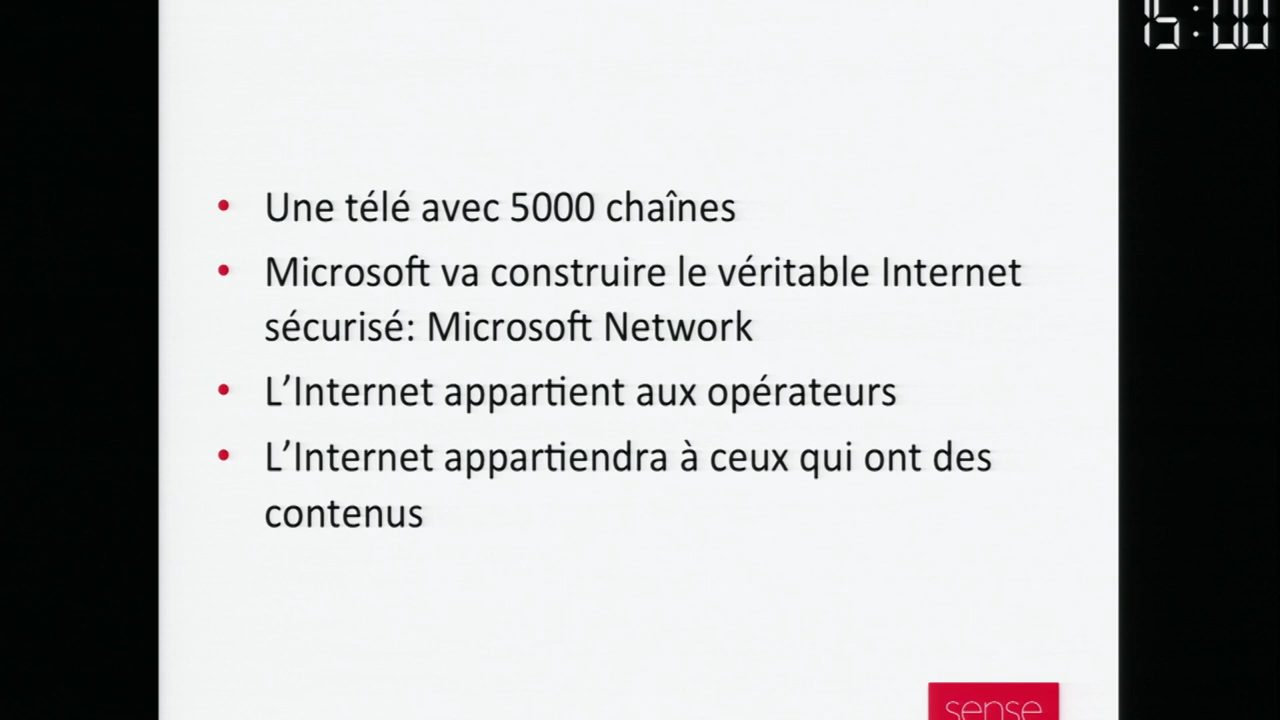 15:00
• Une télé avec 5000 chaînes
• Microsoft va construire le véritable Internet
sécurisé: Microsoft Network
• L’Internet appartient aux opérateurs
• L’Internet appartiendra à ceux qui ont des
contenus
sense